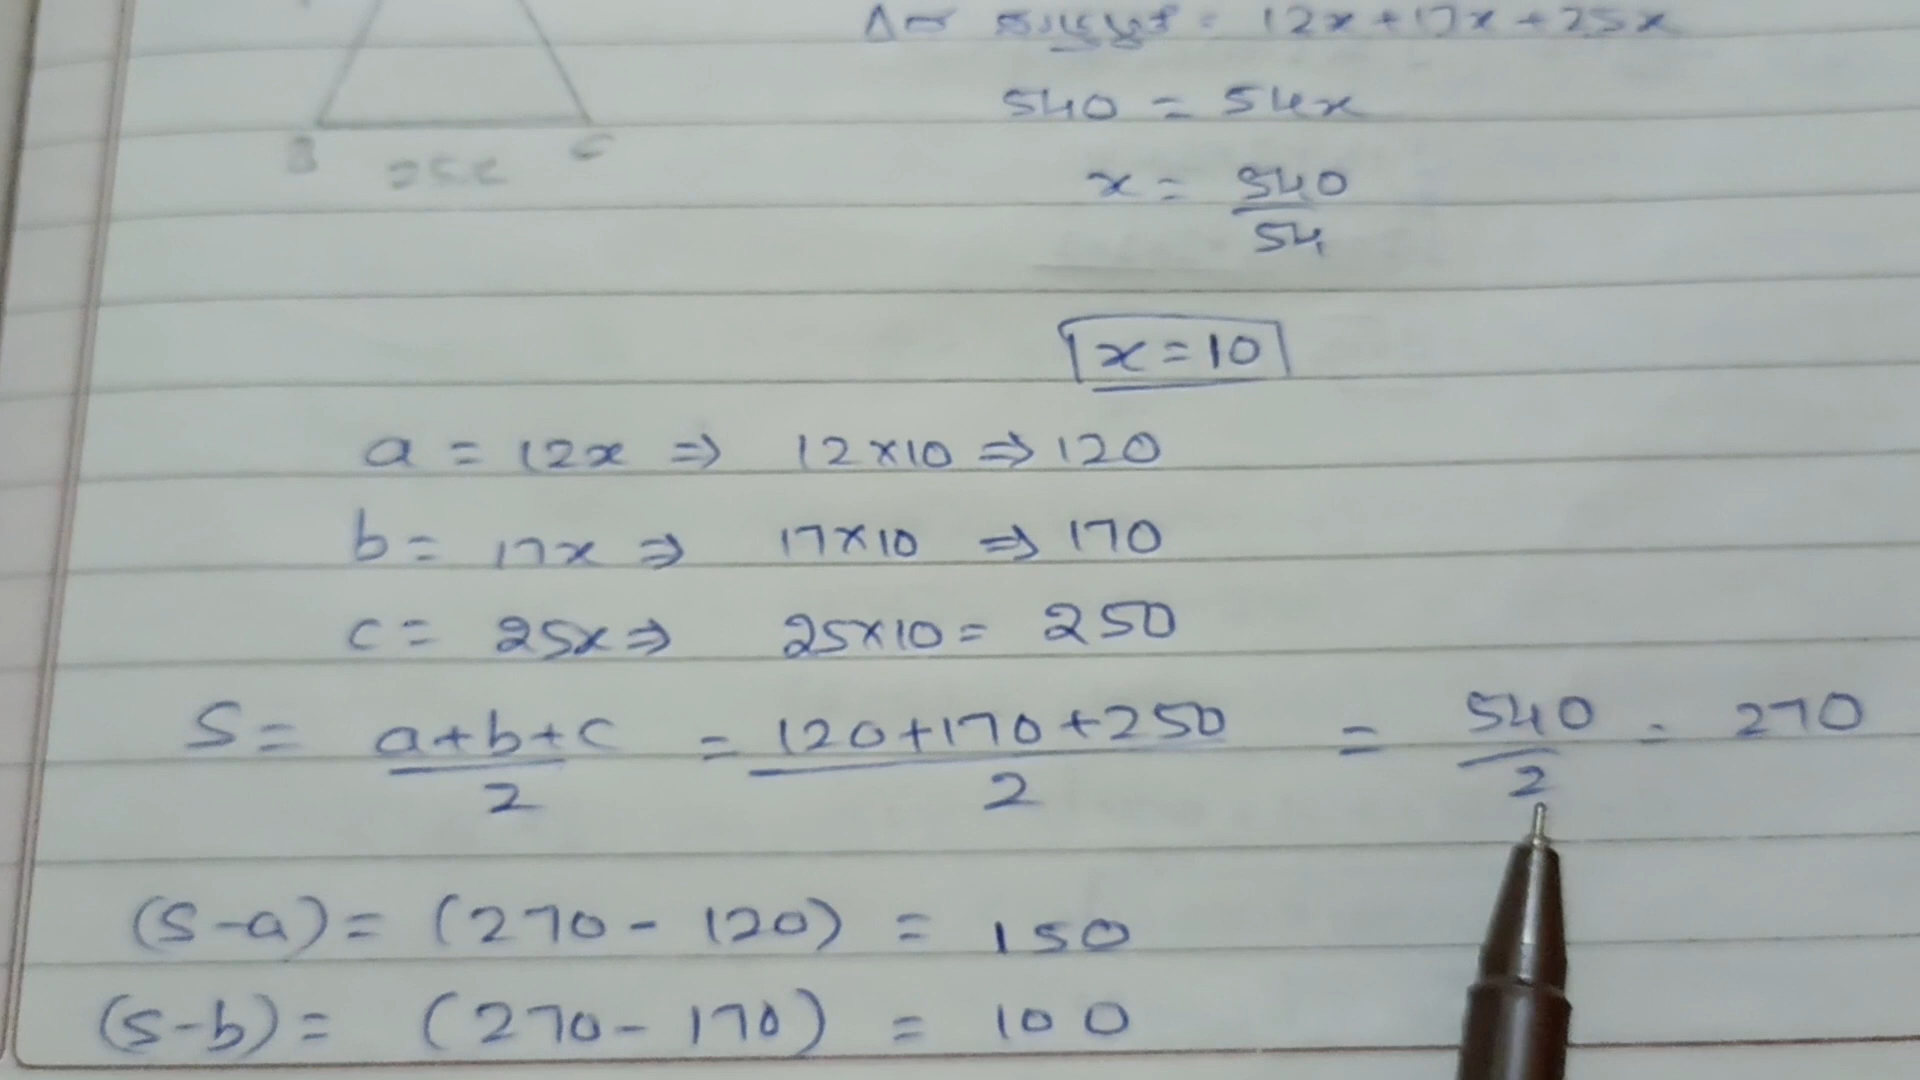 = 12x+17x+25x
540 = 54x
B 25x C
x = 540/54
x = 10
a = 12x ⇒ 12×10 ⇒ 120
b = 17x ⇒ 17×10 ⇒ 170
c = 25x ⇒ 25×10 = 250
S = a+b+c/2 = 120+170+250/2 = 540/2 = 270
(S-a) = (270 - 120) = 150
(S-b) = (270 - 170) = 100